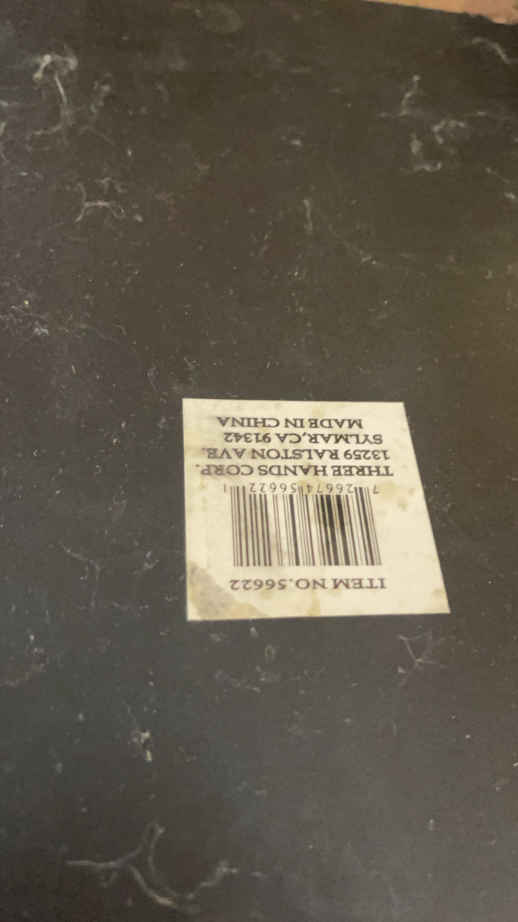 ITEM NO.56622
7 26674 56622 1
THREE HANDS CORP.
13259 RALSTON AVE.
SYLMAR,CA 91342
MADE IN CHINA